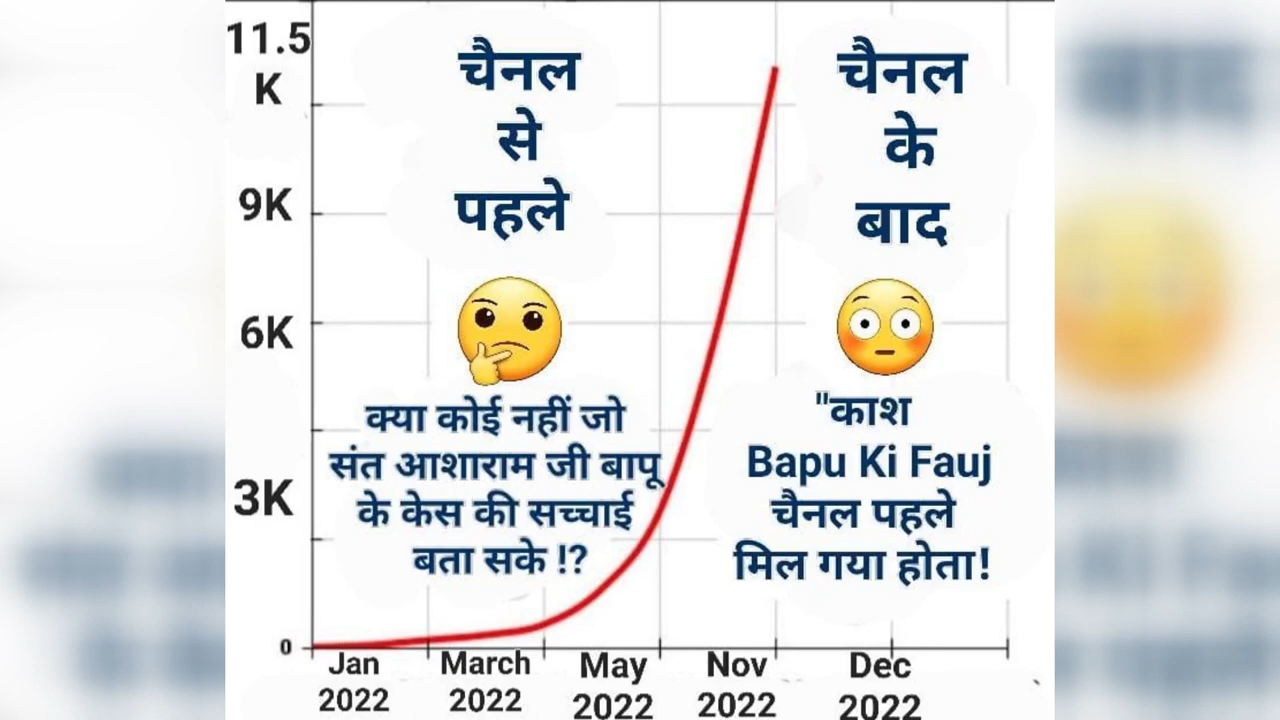 11.5
K
9K
6K
3K
0
चैनल
से
पहले
क्या कोई नहीं जो
संत आशाराम जी बापू
के केस की सच्चाई
बता सके !?
चैनल
के
बाद
"काश
Bapu Ki Fauj
चैनल पहले
मिल गया होता!
Jan
2022
March
2022
May
2022
Nov
2022
Dec
2022